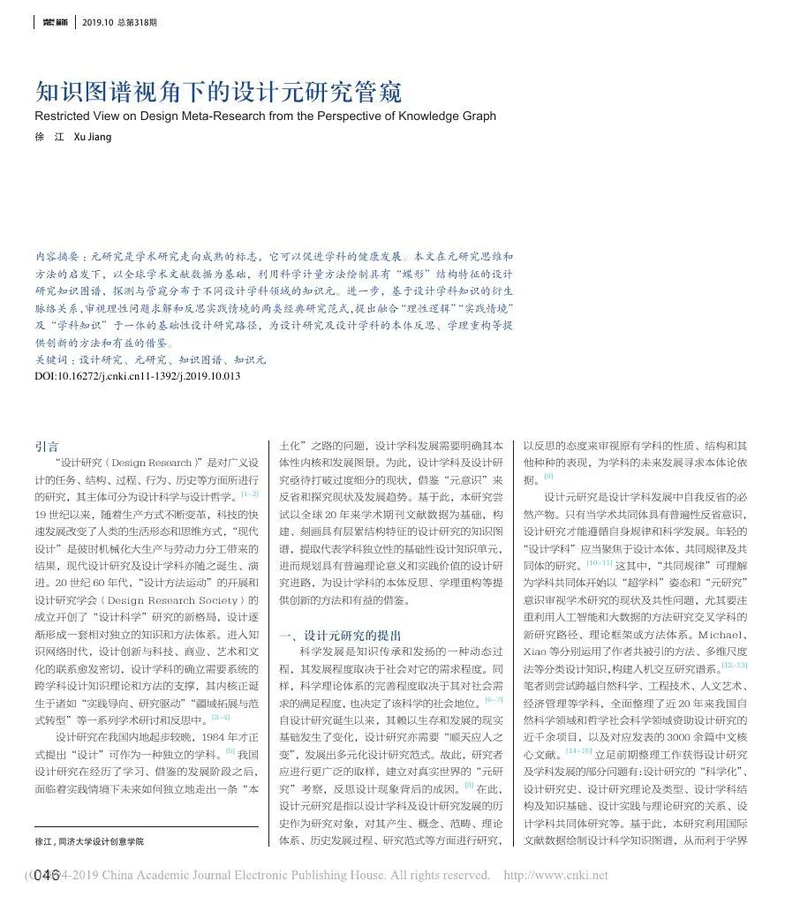 装饰 2019.10 总第318期
知识图谱视角下的设计元研究管窥
Restricted View on Design Meta-Research from the Perspective of Knowledge Graph
徐 江 Xu Jiang
内容摘要：元研究是学术研究走向成熟的标志，它可以促进学科的健康发展。本文在元研究思维和
方法的启发下，以全球学术文献数据为基础，利用科学计量方法绘制具有“蝶形”结构特征的设计
研究知识图谱，探测与管窥分布于不同设计学科领域的知识元。进一步，基于设计学科知识的衍生
脉络关系，审视理性问题求解和反思实践情境的两类经典研究范式，提出融合“理性逻辑”“实践情境”
及“学科知识”于一体的基础性设计研究路径，为设计研究及设计学科的本体反思、学理重构等提
供创新的方法和有益的借鉴。
关键词：设计研究、元研究、知识图谱、知识元
DOI:10.16272/j.cnki.cn11-1392/j.2019.10.013
引言
“设计研究（Design Research）”是对广义设
计的任务、结构、过程、行为、历史等方面所进行
的研究，其主体可分为设计科学与设计哲学。[1-2]
19世纪以来，随着生产方式不断变革，科技的快
速发展改变了人类的生活形态和思维方式，“现代
设计”是彼时机械化大生产与劳动力分工带来的
结果，现代设计研究及设计学科亦随之诞生、演
进。20世纪60年代，“设计方法运动”的开展和
设计研究学会（Design Research Society）的
成立开创了“设计科学”研究的新格局，设计逐
渐形成一套相对独立的知识和方法体系。进入知
识网络时代，设计创新与科技、商业、艺术和文
化的联系愈发密切，设计学科的确立需要系统的
跨学科设计知识理论和方法的支撑，其内核正诞
生于诸如“实践导向、研究驱动”“疆域拓展与范
式转型”等一系列学术研讨和反思中。[3-4]
设计研究在我国内地起步较晚，1984年才正
式提出“设计”可作为一种独立的学科。[5] 我国
设计研究在经历了学习、借鉴的发展阶段之后，
面临着实践情境下未来如何独立地走出一条“本
土化”之路的问题，设计学科发展需要明确其本
体性内核和发展图景。为此，设计学科及设计研
究亟待打破过度细分的现状，借鉴“元意识”来
反省和探究现状及发展趋势。基于此，本研究尝
试以全球20年来学术期刊文献数据为基础，构
建、刻画具有层累结构特征的设计研究的知识图
谱，提取代表学科独立性的基础性设计知识单元，
进而规划具有普遍理论意义和实践价值的设计研
究进路，为设计学科的本体反思、学理重构等提
供创新的方法和有益的借鉴。
一、设计元研究的提出
科学发展是知识传承和发扬的一种动态过
程，其发展程度取决于社会对它的需求程度。同
样，科学理论体系的完善程度取决于其对社会需
求的满足程度，也决定了该科学的社会地位。[6-7]
自设计研究诞生以来，其赖以生存与发展的现实
基础发生了变化，设计研究亦需要“顺天应人之
变”，发展出多元化设计研究范式。故此，研究者
应进行更广泛的取样，建立对真实世界的“元研
究”考察，反思设计现象背后的成因。[8] 在此，
设计元研究是指以设计学科及设计研究发展的历
史作为研究对象，对其产生、概念、范畴、理论
体系、历史发展过程、研究范式等方面进行研究，
以反思的态度来审视原有学科的性质、结构和其
他种种的表现，为学科的未来发展寻求本体论依
据。[9]
设计元研究是设计学科发展中自我反省的必
然产物。只有当学术共同体具有普遍性反省意识，
设计研究才能遵循自身规律和科学发展。年轻的
“设计学科”应当聚焦于设计本体、共同规律及共
同体的研究。[10-11] 这其中，“共同规律”可理解
为学科共同体开始以“超学科”姿态和“元研究”
意识审视学术研究的现状及共性问题，尤其要注
重利用人工智能和大数据的方法研究交叉学科的
新研究路径、理论框架或方法体系。Michael、
Xiao等分别运用了作者共被引的方法、多维尺度
法等分类设计知识，构建人机交互研究谱系。[12-13]
笔者则尝试跨越自然科学、工程技术、人文艺术、
经济管理等学科，全面整理了近20年来我国自
然科学领域和哲学社会科学领域资助设计研究的
近千余项目，以及对应发表的3000余篇中文核
心文献。[14-16] 立足前期整理工作获得设计研究
及学科发展的部分问题有：设计研究的“科学化”、
设计研究史、设计研究理论及类型、设计学科结
构及知识基础、设计实践与理论研究的关系、设
计学科共同体研究等。基于此，本研究利用国际
文献数据绘制设计科学知识图谱，从而利于学界
徐江，同济大学设计创意学院
046
(C)1994-2019 China Academic Journal Electronic Publishing House. All rights reserved. http://www.cnki.net